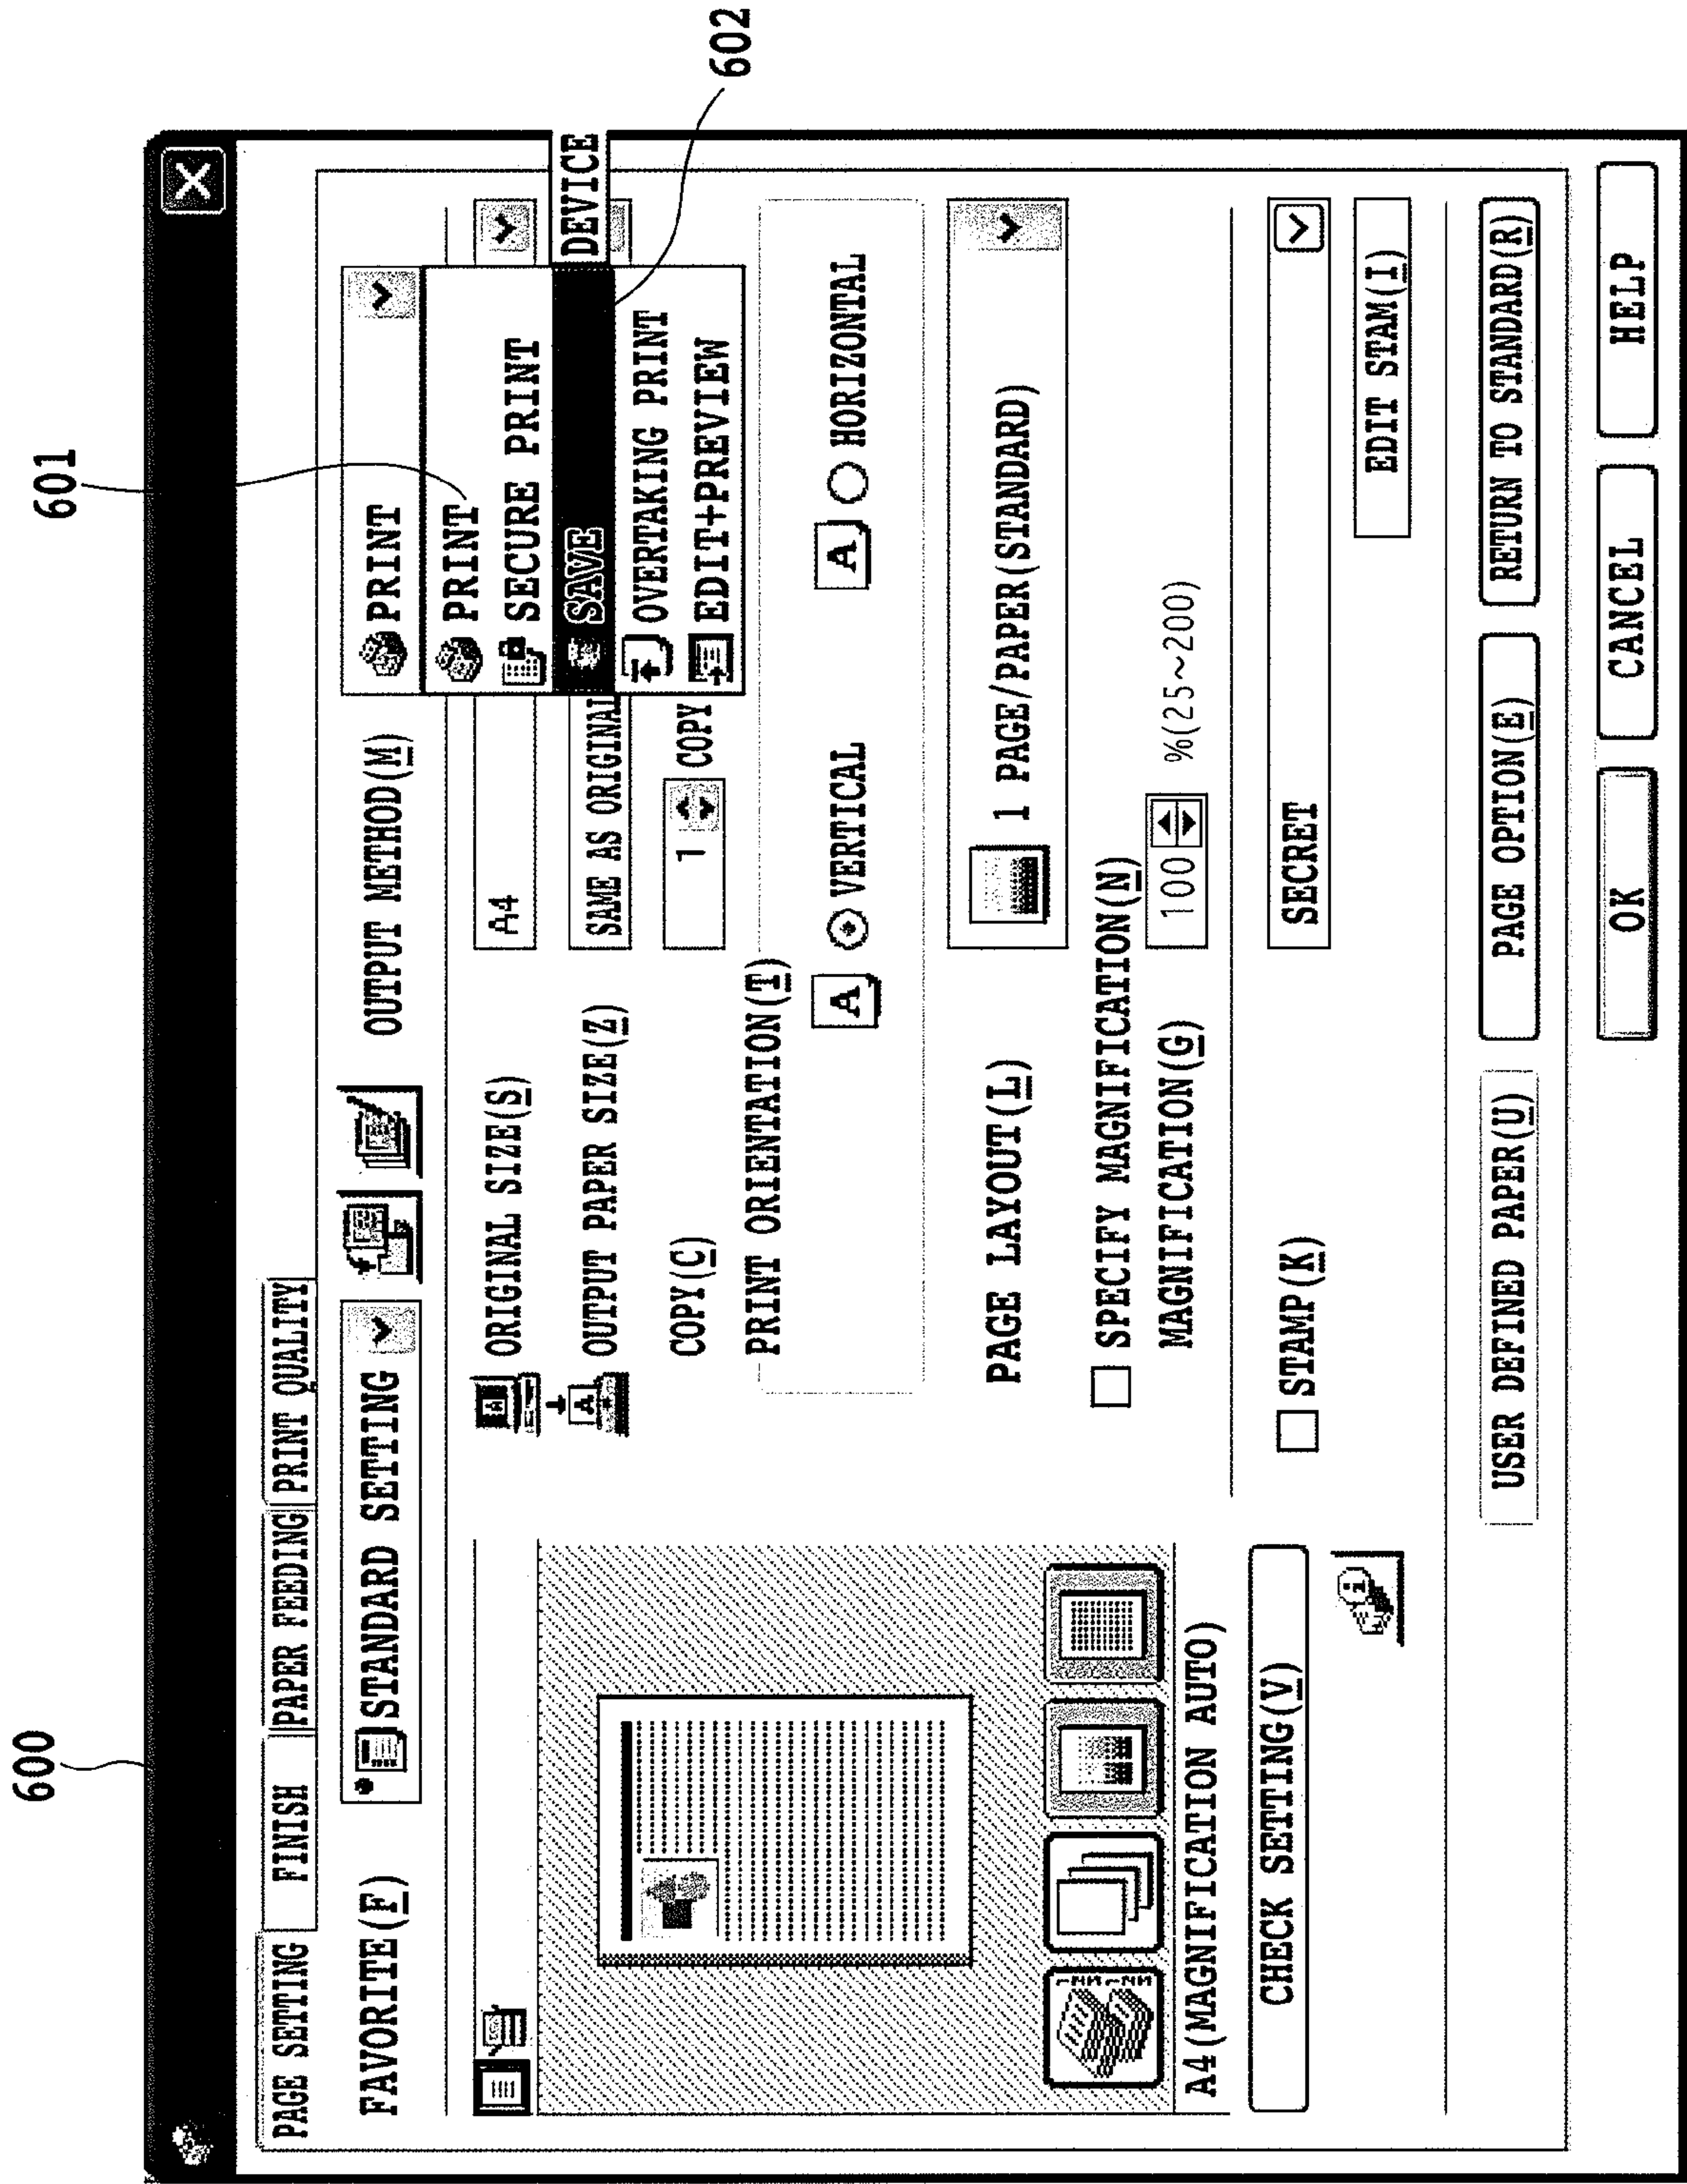 600
601
602
PAGE SETTING FINISH PAPER FEEDING PRINT QUALITY
FAVORITE(F) STANDARD SETTING OUTPUT METHOD(M) PRINT
PRINT
SECURE PRINT
SAVE
DEVICE
OVERTAKING PRINT
EDIT+PREVIEW
ORIGINAL SIZE(S) A4
OUTPUT PAPER SIZE(Z) SAME AS ORIGINAL
COPY(C) 1 COPY
PRINT ORIENTATION(T)
A VERTICAL A HORIZONTAL
PAGE LAYOUT(L) 1 PAGE/PAPER(STANDARD)
SPECIFY MAGNIFICATION(N)
MAGNIFICATION(G) 100 %(25~200)
A4(MAGNIFICATION AUTO)
CHECK SETTING(V)
STAMP(K) SECRET
EDIT STAM(I)
USER DEFINED PAPER(U) PAGE OPTION(E) RETURN TO STANDARD(R)
OK CANCEL HELP